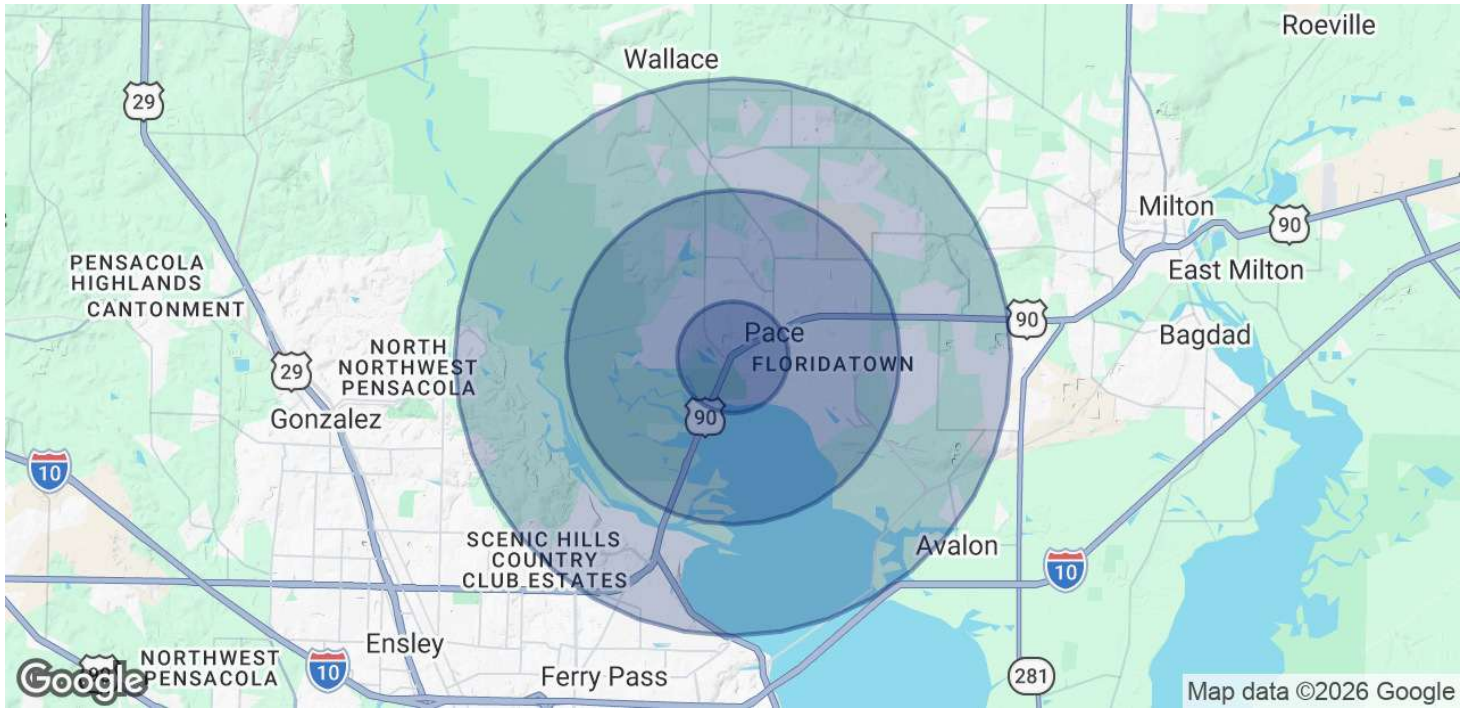 Roeville
Wallace
29
Milton
90
PENSACOLA
HIGHLANDS
CANTONMENT
East Milton
90
Pace
Bagdad
NORTH
NORTHWEST
PENSACOLA
FLORIDATOWN
29
Gonzalez
90
10
SCENIC HILLS
COUNTRY
CLUB ESTATES
Avalon
10
Ensley
NORTHWEST
PENSACOLA
10
Ferry Pass
281
Google
Map data ©2026 Google